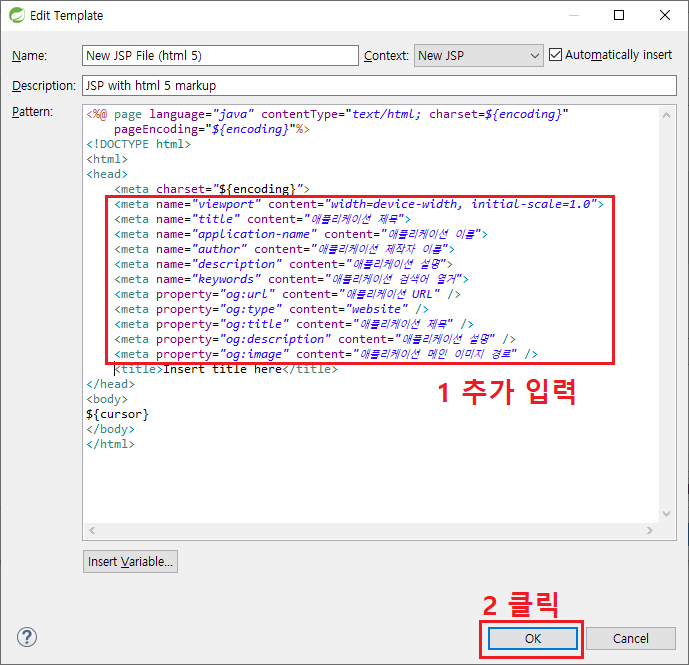 Edit Template
Name: New JSP File (html 5) Context: New JSP Automatically insert
Description: JSP with html 5 markup
Pattern:
<%@ page language="java" contentType="text/html; charset=${encoding}"
    pageEncoding="${encoding}"%>
<!DOCTYPE html>
<html>
<head>
    <meta charset="${encoding}">
    <meta name="viewport" content="width=device-width, initial-scale=1.0">
    <meta name="title" content="애플리케이션 제목">
    <meta name="application-name" content="애플리케이션 이름">
    <meta name="author" content="애플리케이션 제작자 이름">
    <meta name="description" content="애플리케이션 설명">
    <meta name="keywords" content="애플리케이션 검색어 열거">
    <meta property="og:url" content="애플리케이션 URL" />
    <meta property="og:type" content="website" />
    <meta property="og:title" content="애플리케이션 제목" />
    <meta property="og:description" content="애플리케이션 설명" />
    <meta property="og:image" content="애플리케이션 메인 이미지 경로" />
    <title>Insert title here</title>
</head>
<body>
${cursor}
</body>
</html>
1 추가 입력
Insert Variable...
2 클릭
OK Cancel